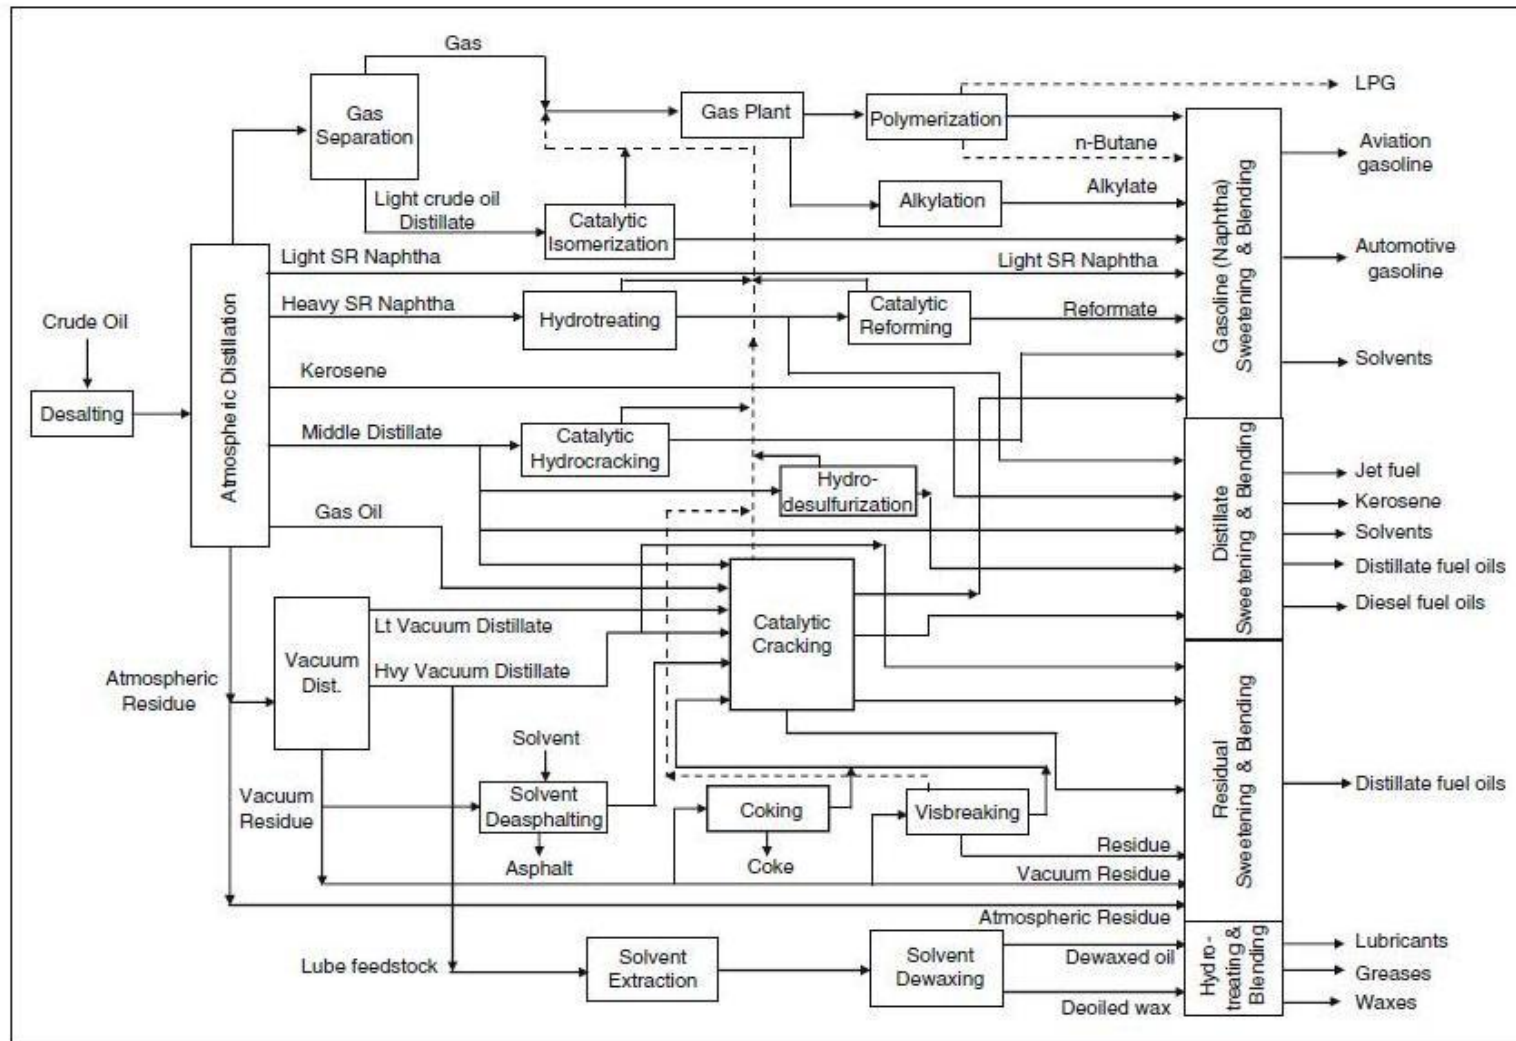 Gas
LPG
Gas
Separation
Gas Plant
Polymerization
n-Butane
Aviation
gasoline
Light crude oil
Distillate
Catalytic
Isomerization
Alkylation
Alkylate
Light SR Naphtha
Light SR Naphtha
Automotive
gasoline
Gasoline (Naphtha)
Sweetening & Blending
Crude Oil
Desalting
Atmospheric Distillation
Heavy SR Naphtha
Hydrotreating
Catalytic
Reforming
Reformate
Solvents
Kerosene
Middle Distillate
Catalytic
Hydrocracking
Hydro-
desulfurization
Gas Oil
Distillate
Sweetening & Blending
Jet fuel
Kerosene
Solvents
Distillate fuel oils
Diesel fuel oils
Vacuum
Dist.
Lt Vacuum Distillate
Hvy Vacuum Distillate
Catalytic
Cracking
Atmospheric
Residue
Solvent
Vacuum
Residue
Solvent
Deasphalting
Asphalt
Coking
Coke
Visbreaking
Residue
Vacuum Residue
Atmospheric Residue
Residual
Sweetening & Blending
Distillate fuel oils
Lube feedstock
Solvent
Extraction
Solvent
Dewaxing
Dewaxed oil
Deoiled wax
Hydro-
treating &
Blending
Lubricants
Greases
Waxes